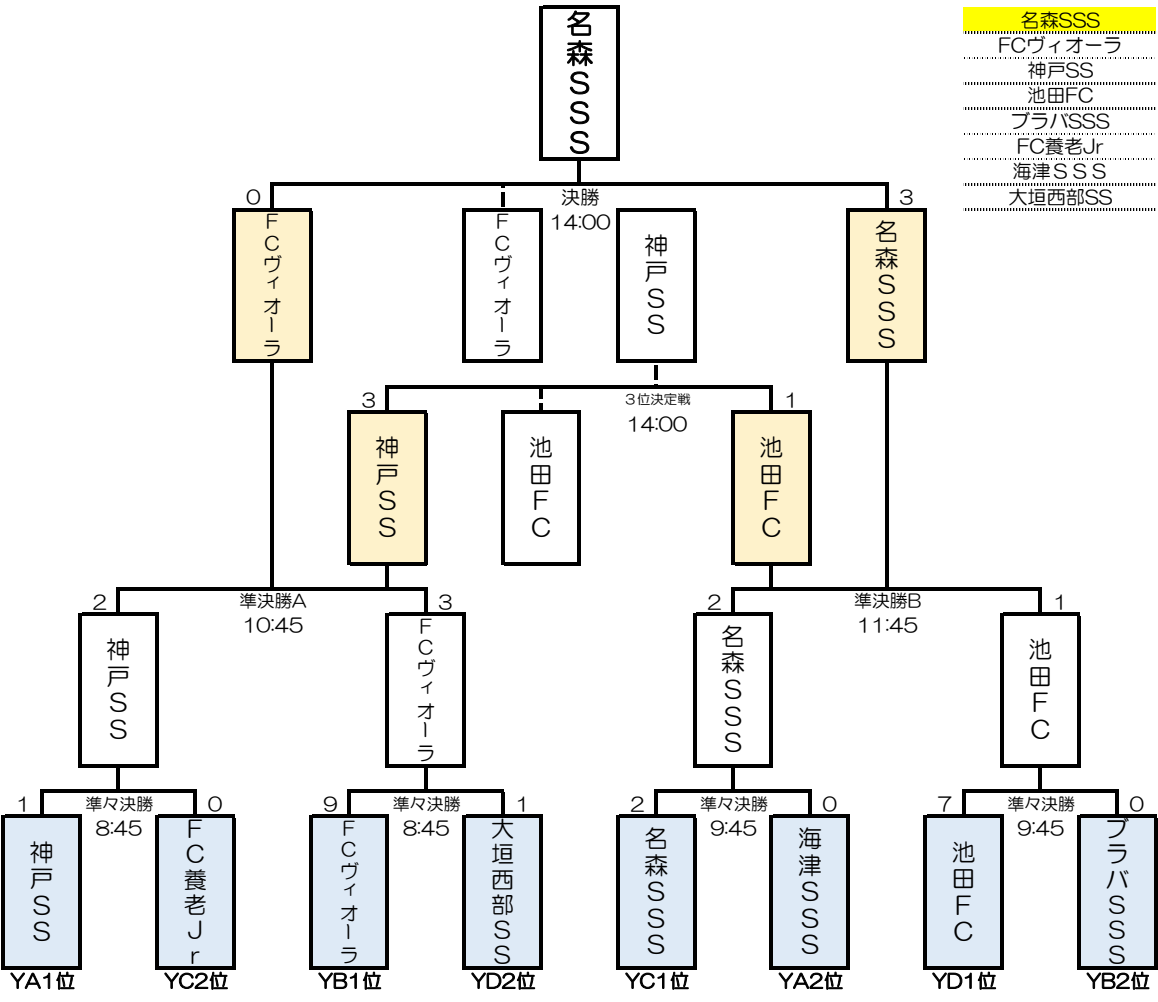 名森SSS
名森SSS
FCヴィオーラ
神戸SS
池田FC
ブラバSSS
FC養老Jr
海津ＳＳＳ
大垣西部SS
0
決勝
3
14:00
FCヴィオーラ
FCヴィオーラ
神戸SS
名森SSS
3
３位決定戦
1
14:00
神戸SS
池田FC
池田FC
2
準決勝A
3
10:45
2
準決勝B
1
11:45
神戸SS
FCヴィオーラ
名森SSS
池田FC
1
準々決勝
0
8:45
9
準々決勝
1
8:45
2
準々決勝
0
9:45
7
準々決勝
0
9:45
神戸SS
FC養老Jr
FCヴィオーラ
大垣西部SS
名森SSS
海津SSS
池田FC
ブラバSSS
YA1位
YC2位
YB1位
YD2位
YC1位
YA2位
YD1位
YB2位